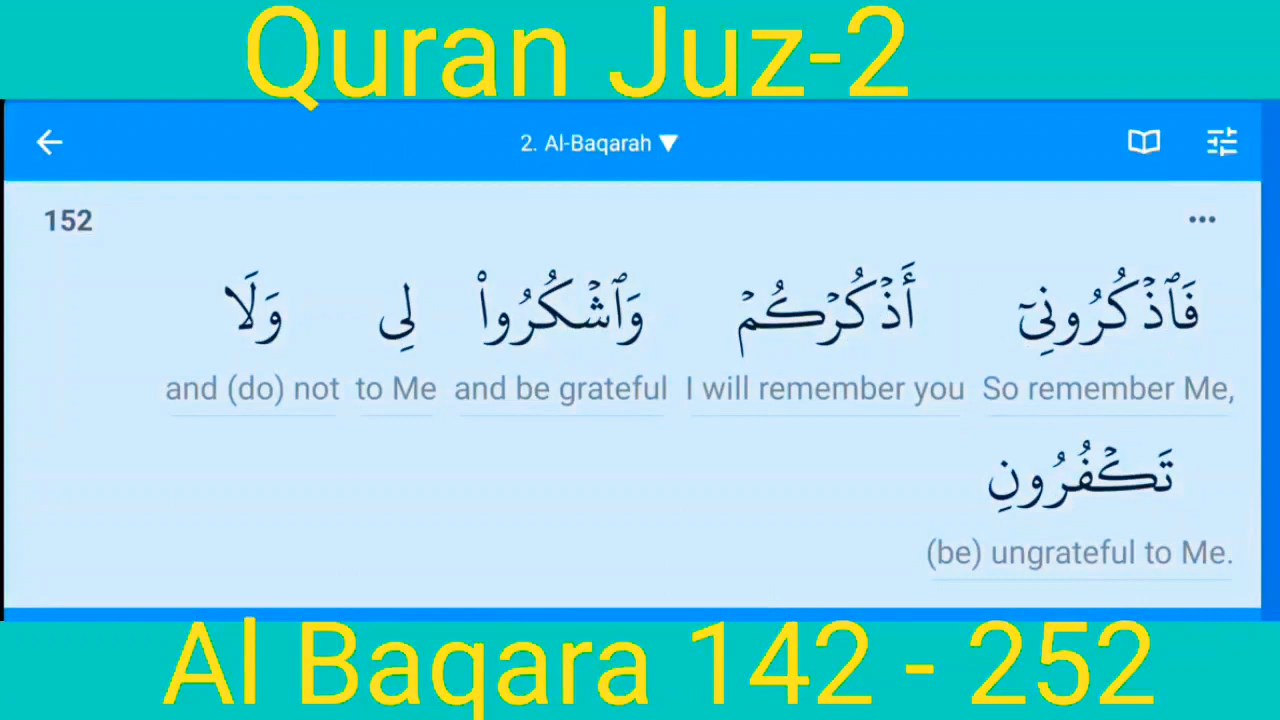 Quran Juz-2
2. Al-Baqarah ▼
152
فَٱذۡكُرُونِيٓ أَذۡكُرۡكُمۡ وَٱشۡكُرُواْ لِي وَلَا
So remember Me, I will remember you and be grateful to Me and (do) not
تَكۡفُرُونِ
(be) ungrateful to Me.
Al Baqara 142 - 252